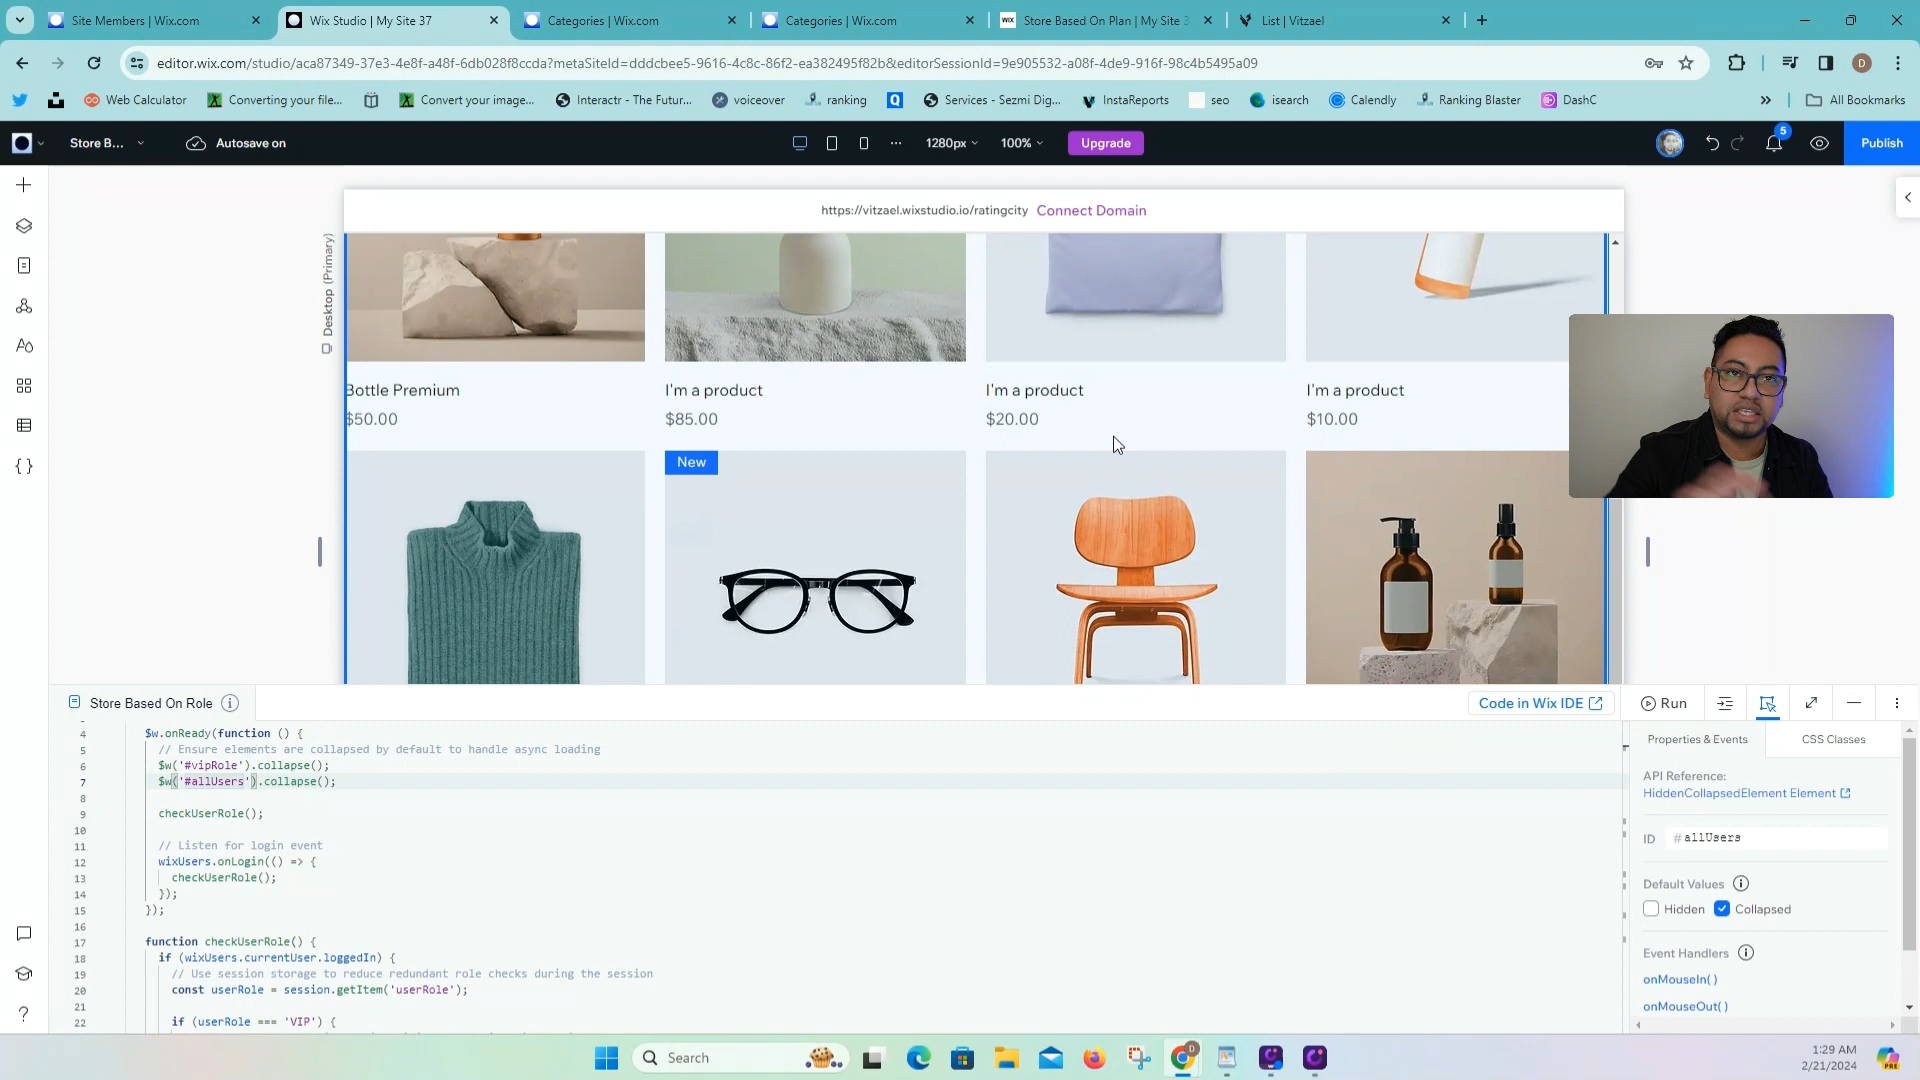 Site Members | Wix.com
Wix Studio | My Site 37
Categories | Wix.com
Categories | Wix.com
WIX
Store Based On Plan | My Site 3
List | Vitzael
editor.wix.com/studio/aca87349-37e3-4e8f-a48f-6db028f8ccda?metaSiteId=dddcbee5-9616-4c8c-86f2-ea382495f82b&editorSessionId=9e905532-a08f-4de9-916f-98c4b5495a09
D
Web Calculator
Converting your file...
Convert your image...
Interactr - The Futur...
voiceover
ranking
Q
Services - Sezmi Dig...
InstaReports
seo
isearch
Calendly
Ranking Blaster
DashC
All Bookmarks
Store B...
Autosave on
1280px
100%
Upgrade
5
Publish
https://vitzael.wixstudio.io/ratingcity
Connect Domain
Desktop (Primary)
Bottle Premium
I'm a product
I'm a product
I'm a product
$50.00
$85.00
$20.00
$10.00
New
Store Based On Role
Code in Wix IDE
Run
4 $w.onReady(function () {
5 // Ensure elements are collapsed by default to handle async loading
6 $w('#vipRole').collapse();
7 $w('#allUsers').collapse();
8
9 checkUserRole();
10
11 // Listen for login event
12 wixUsers.onLogin(() => {
13 checkUserRole();
14 });
15 });
16
17 function checkUserRole() {
18 if (wixUsers.currentUser.loggedIn) {
19 // Use session storage to reduce redundant role checks during the session
20 const userRole = session.getItem('userRole');
21
22 if (userRole === 'VIP') {
Properties & Events
CSS Classes
API Reference:
HiddenCollapsedElement Element
ID
# allUsers
Default Values
Hidden
Collapsed
Event Handlers
onMouseIn( )
onMouseOut( )
Search
D
1:29 AM
2/21/2024
PRE